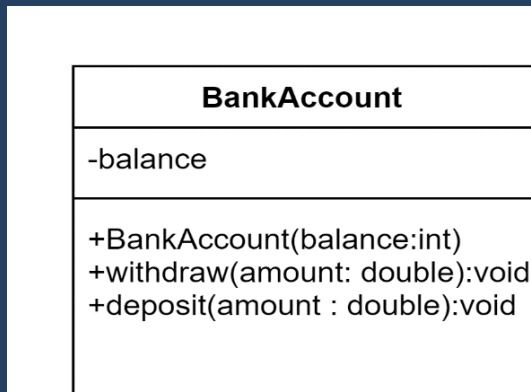 BankAccount
-balance
+BankAccount(balance:int)
+withdraw(amount: double):void
+deposit(amount : double):void